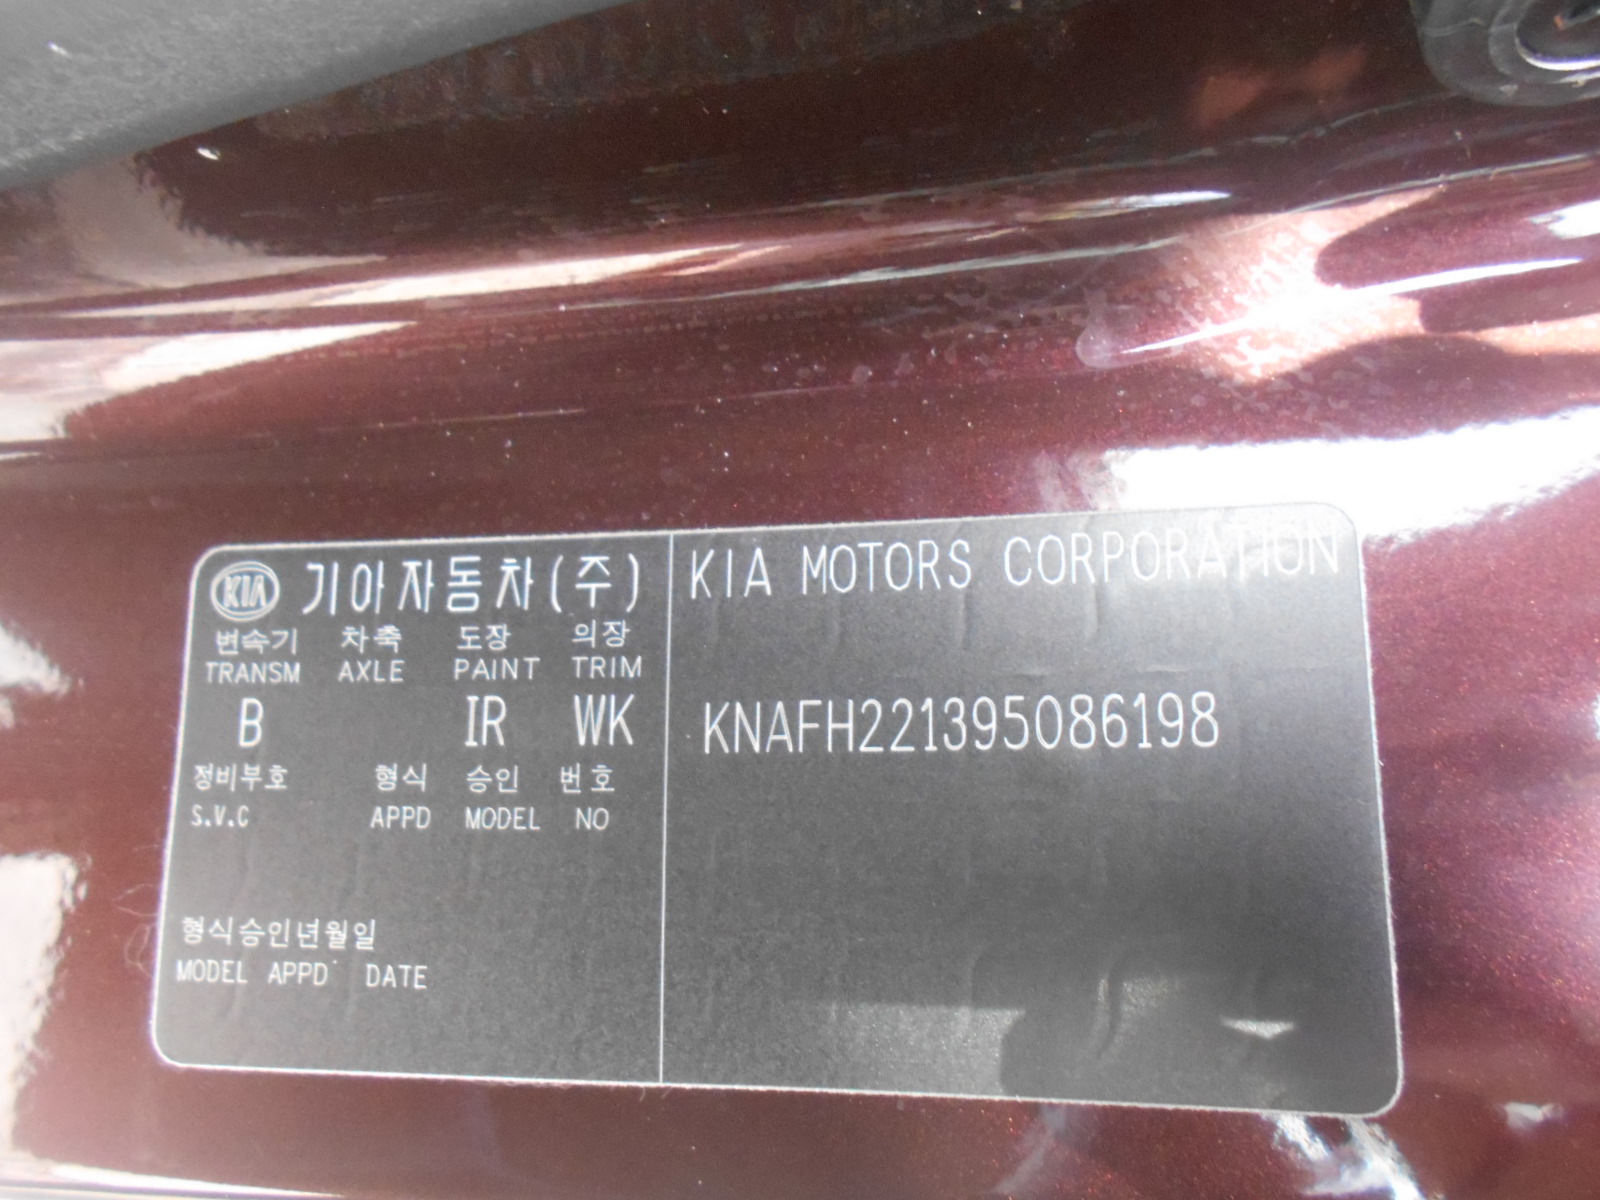 KIA 기아자동차(주)
변속기 차축 도장 의장
TRANSM AXLE PAINT TRIM
B IR WK
정비부호 형식 승인 번호
S.V.C APPD MODEL NO
형식승인년월일
MODEL APPD DATE
KIA MOTORS CORPORATION
KNAFH221395086198